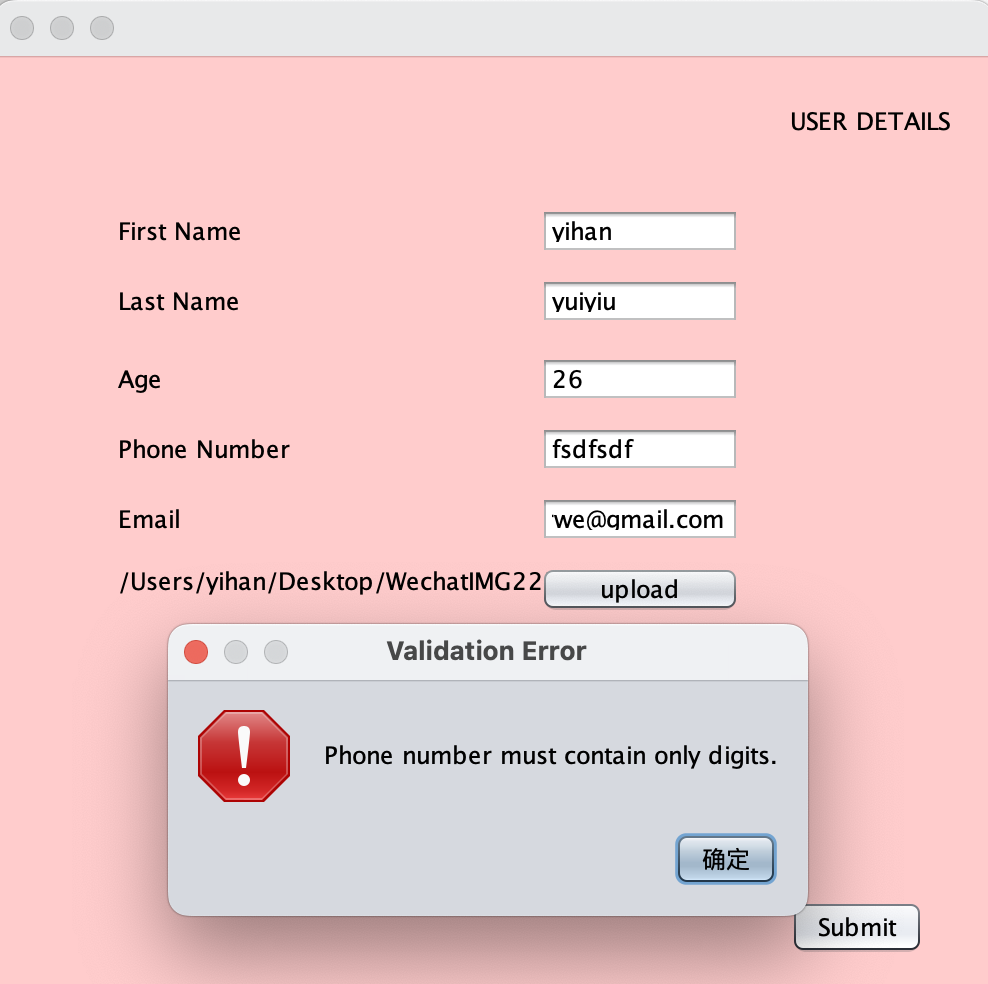 USER DETAILS
First Name
yihan
Last Name
yuiyiu
Age
26
Phone Number
fsdfsdf
Email
we@gmail.com
/Users/yihan/Desktop/WechatIMG22
upload
Validation Error
Phone number must contain only digits.
确定
Submit